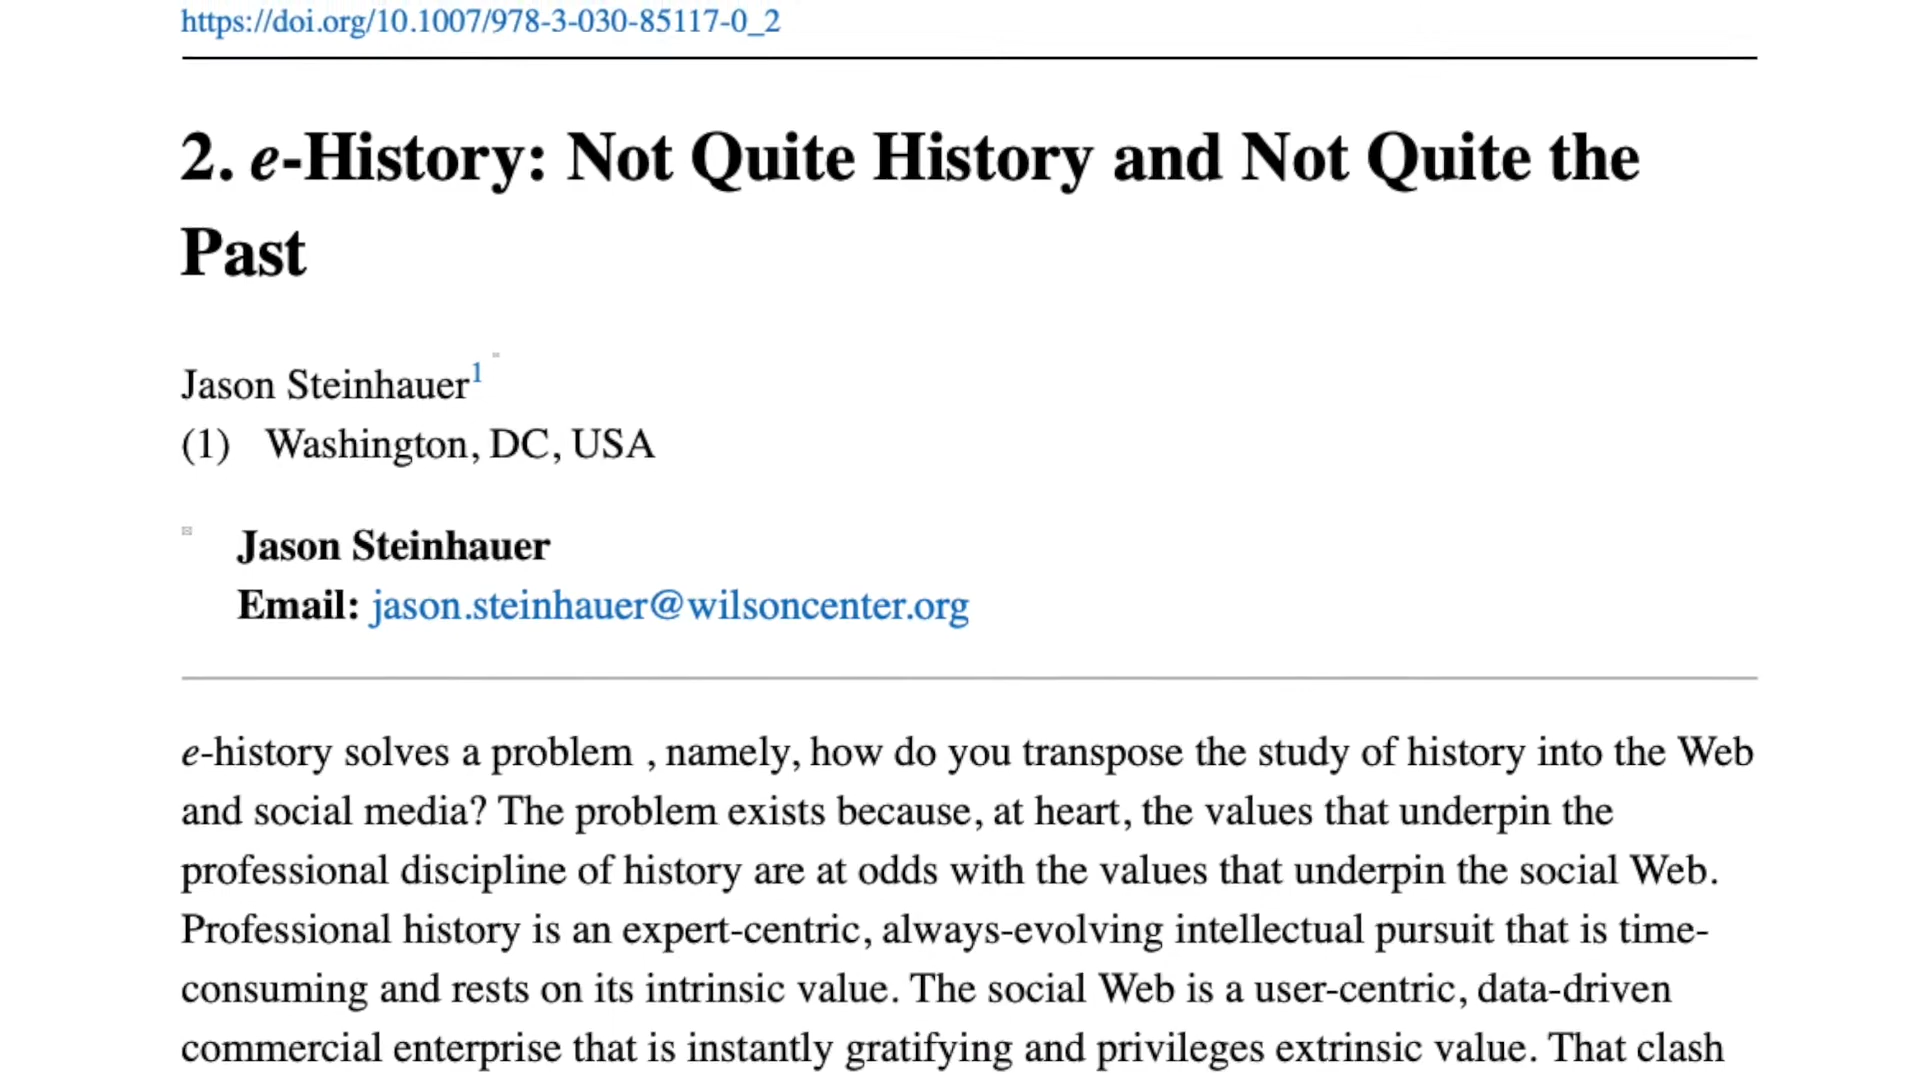 https://doi.org/10.1007/978-3-030-85117-0_2
2. e-History: Not Quite History and Not Quite the
Past
Jason Steinhauer1
(1) Washington, DC, USA
Jason Steinhauer
Email: jason.steinhauer@wilsoncenter.org
e-history solves a problem , namely, how do you transpose the study of history into the Web
and social media? The problem exists because, at heart, the values that underpin the
professional discipline of history are at odds with the values that underpin the social Web.
Professional history is an expert-centric, always-evolving intellectual pursuit that is time-
consuming and rests on its intrinsic value. The social Web is a user-centric, data-driven
commercial enterprise that is instantly gratifying and privileges extrinsic value. That clash